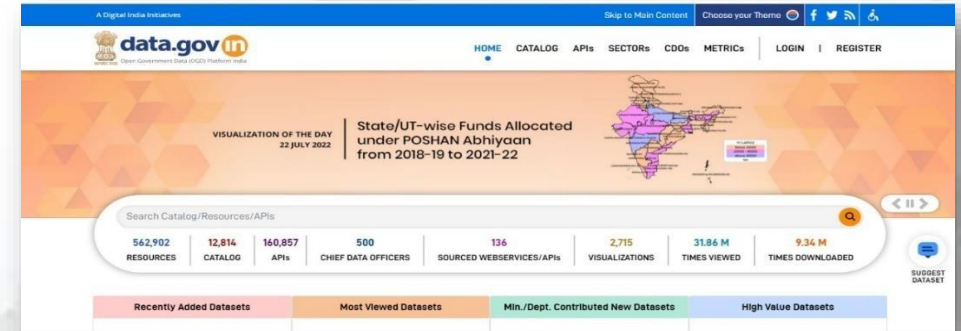 A Digital India Initiatives
Skip to Main Content
Choose your Theme
data.gov in
Open Government Data (OGD) Platform India
HOME CATALOG APIs SECTORs CDOs METRICs LOGIN | REGISTER
VISUALIZATION OF THE DAY
22 JULY 2022
State/UT-wise Funds Allocated
under POSHAN Abhiyaan
from 2018-19 to 2021-22
Search Catalog/Resources/APIs
562,902 12,814 160,857 500 136 2,715 31.86 M 9.34 M
RESOURCES CATALOG APIs CHIEF DATA OFFICERS SOURCED WEBSERVICES/APIs VISUALIZATIONS TIMES VIEWED TIMES DOWNLOADED
SUGGEST
DATASET
Recently Added Datasets Most Viewed Datasets Min./Dept. Contributed New Datasets High Value Datasets